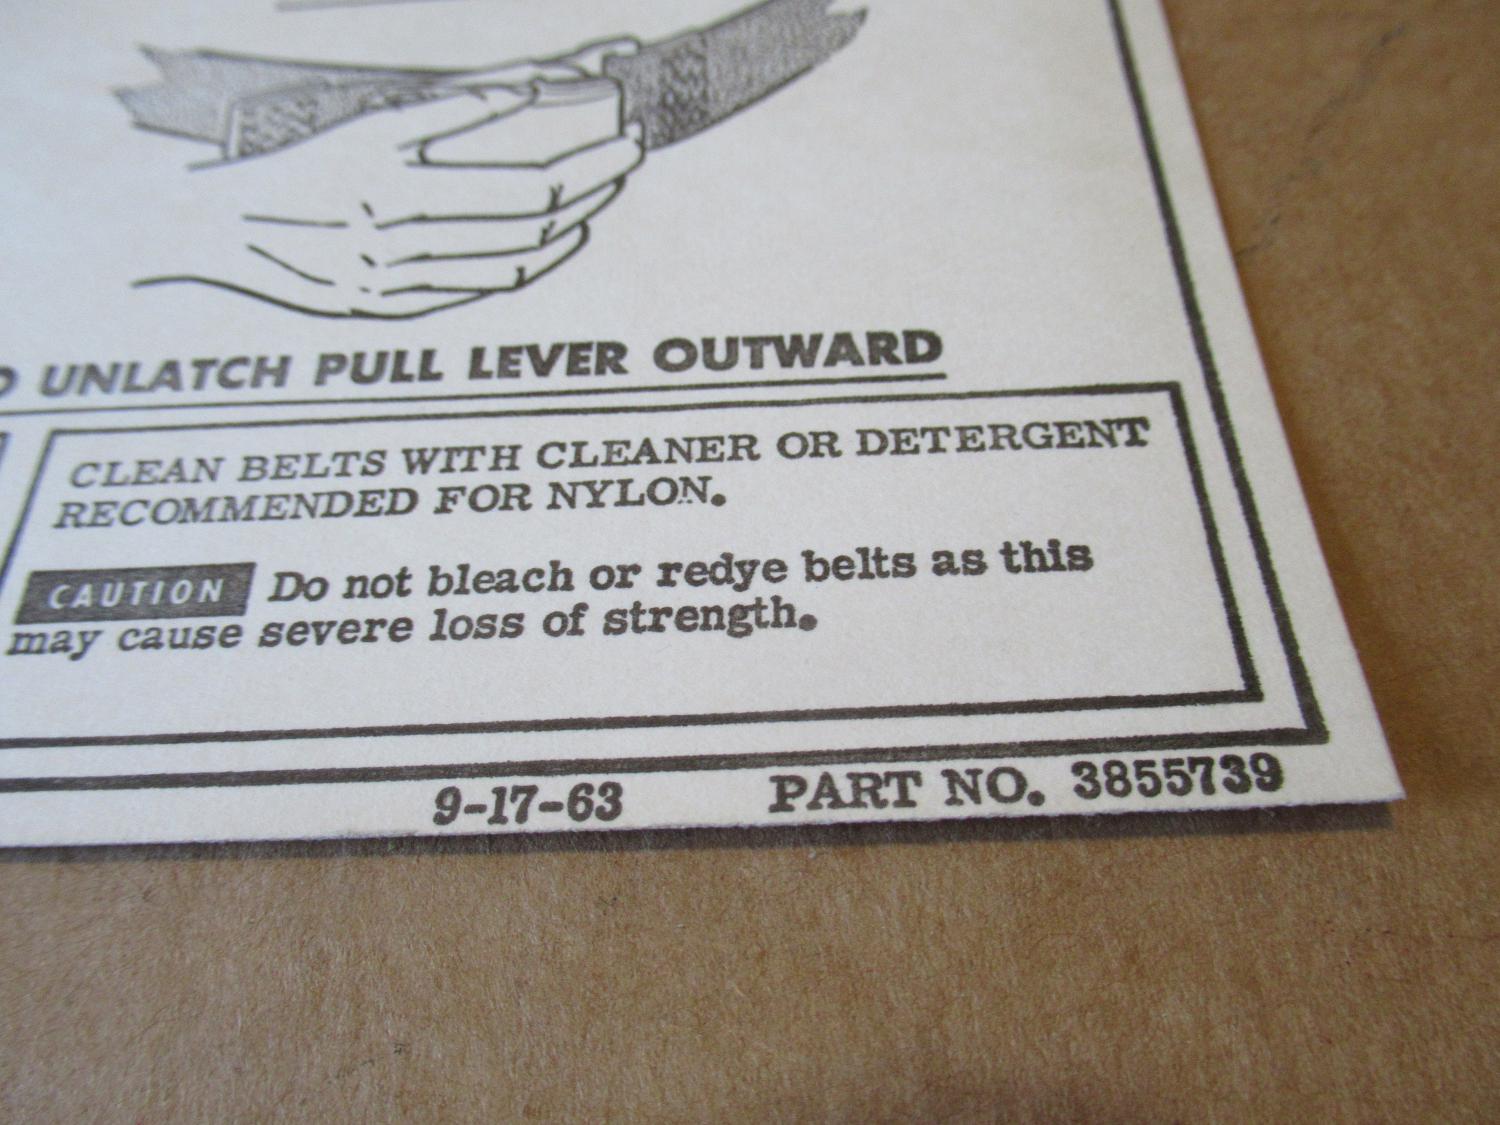 UNLATCH PULL LEVER OUTWARD
CLEAN BELTS WITH CLEANER OR DETERGENT
RECOMMENDED FOR NYLON.
CAUTION Do not bleach or redye belts as this
may cause severe loss of strength.
9-17-63 PART NO. 3855739